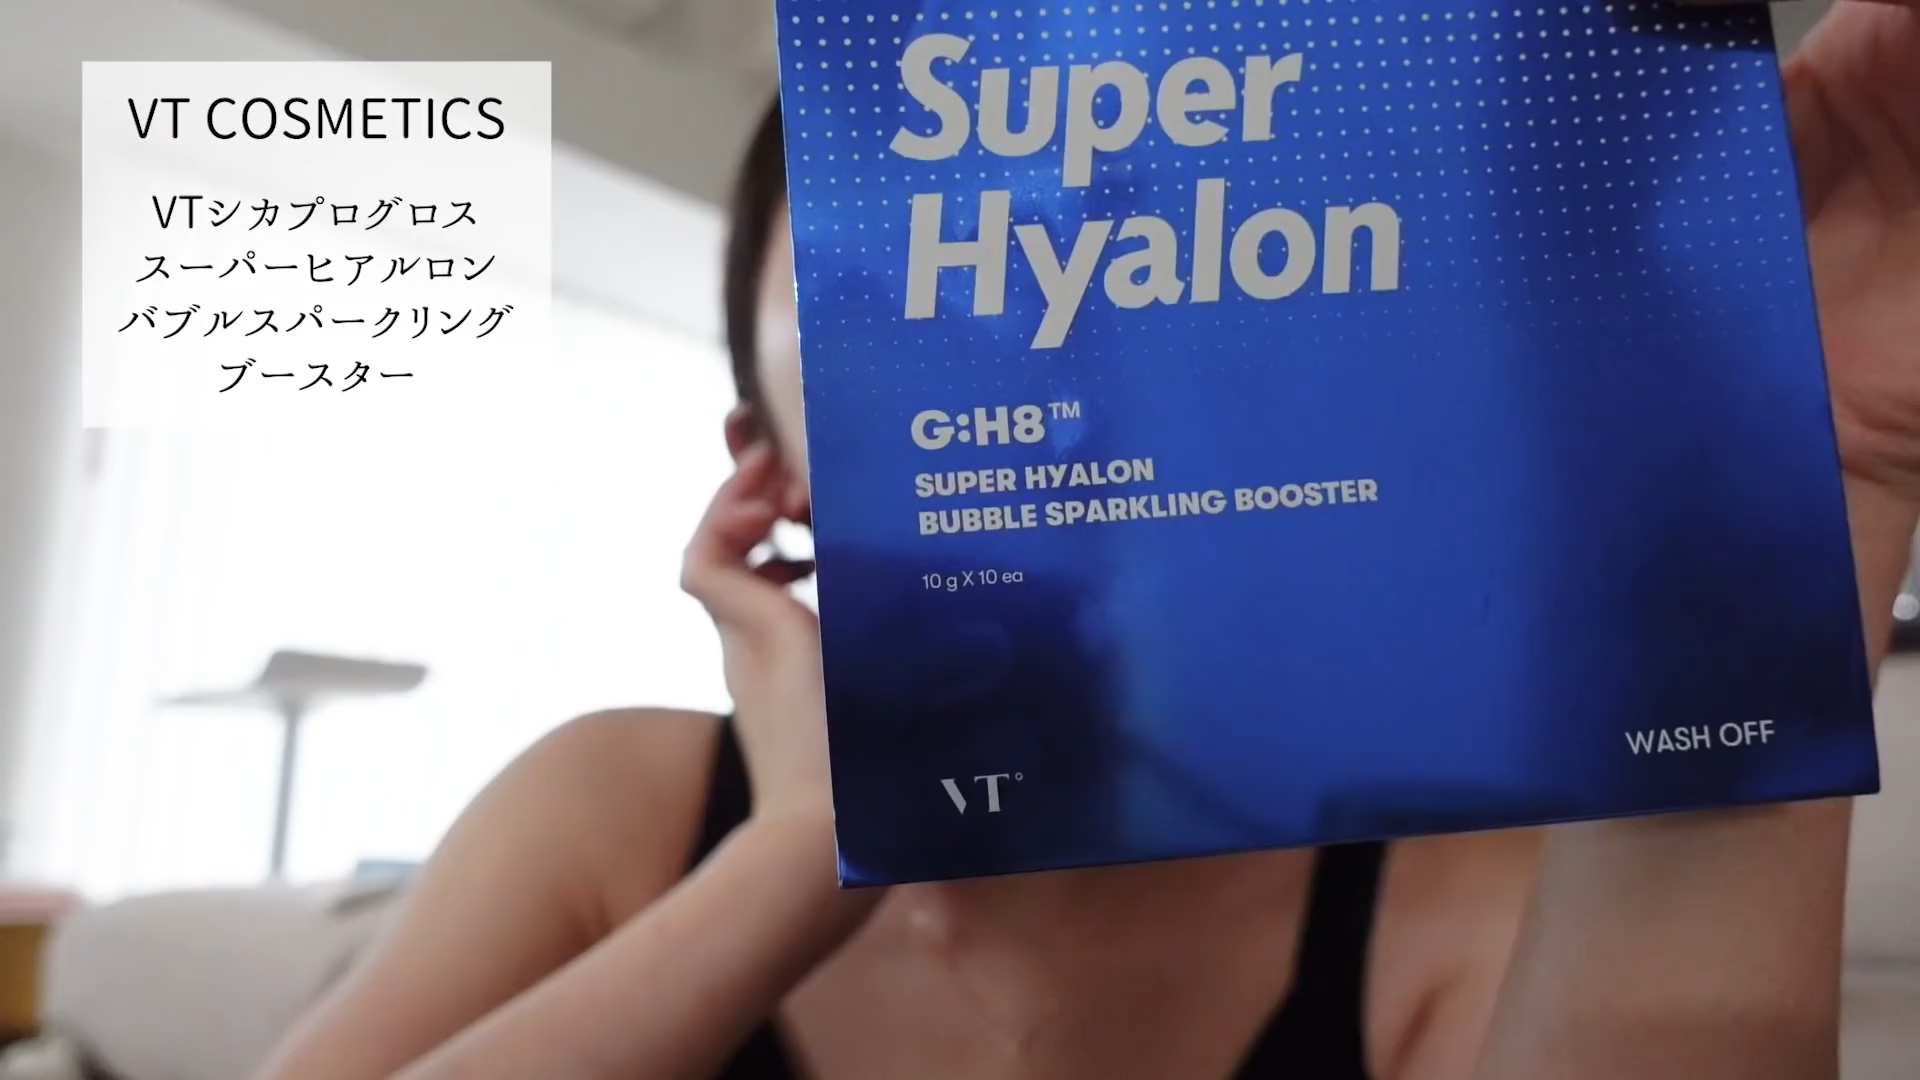 VT COSMETICS
VTシカプログロス
スーパーヒアルロン
バブルスパークリング
ブースター
Super
Hyalon
G:H8™
SUPER HYALON
BUBBLE SPARKLING BOOSTER
10 g X 10 ea
WASH OFF
VT